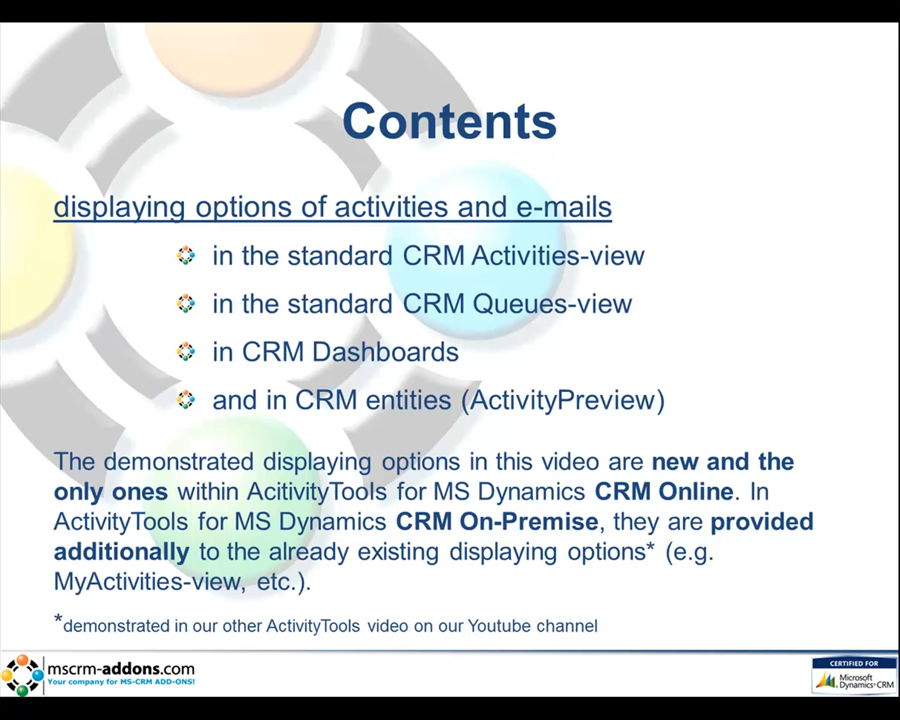 Contents
displaying options of activities and e-mails
in the standard CRM Activities-view
in the standard CRM Queues-view
in CRM Dashboards
and in CRM entities (ActivityPreview)
The demonstrated displaying options in this video are new and the
only ones within AcitivityTools for MS Dynamics CRM Online. In
ActivityTools for MS Dynamics CRM On-Premise, they are provided
additionally to the already existing displaying options* (e.g.
MyActivities-view, etc.).
*demonstrated in our other ActivityTools video on our Youtube channel
mscrm-addons.com
Your company for MS-CRM ADD-ONS!
CERTIFIED FOR
Microsoft
Dynamics CRM